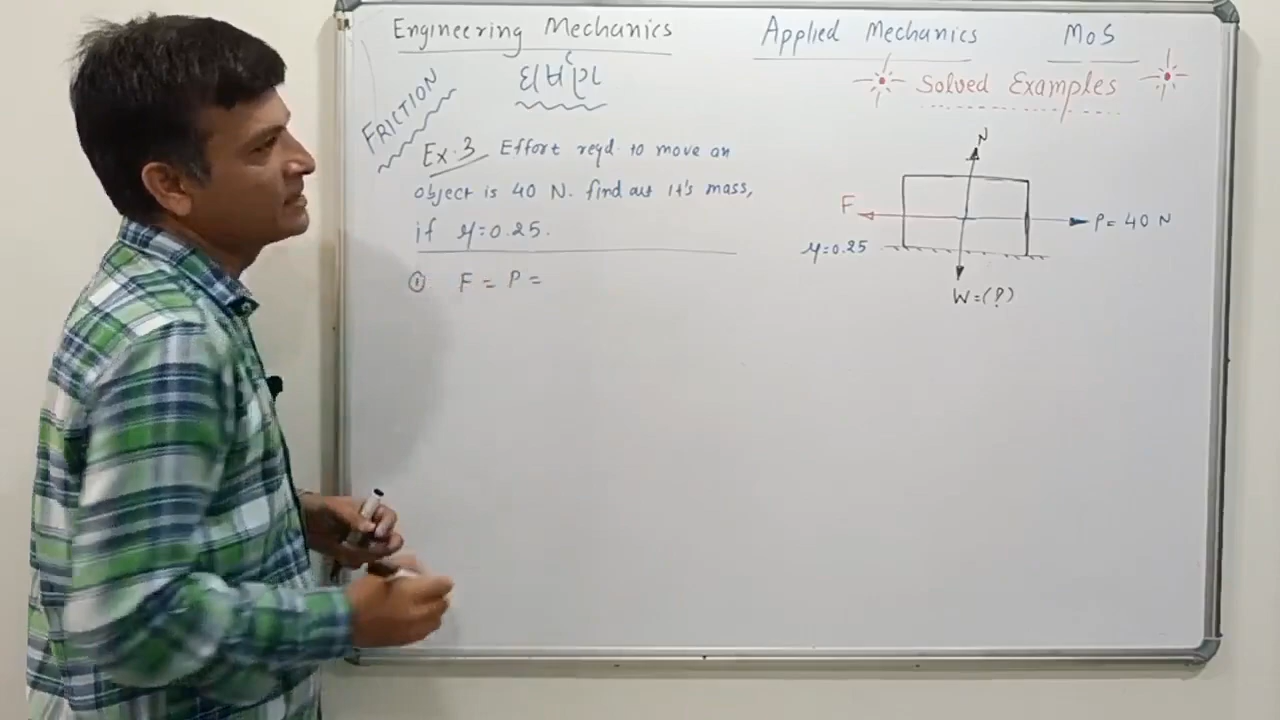 Engineering Mechanics
Applied Mechanics
MoS
FRICTION
ઘર્ષણ
Solved Examples
Ex.3 Effort reqd. to move an
object is 40 N. find out it's mass,
if μ=0.25.
① F = P =
N
F
P= 40 N
μ=0.25
W=(?)